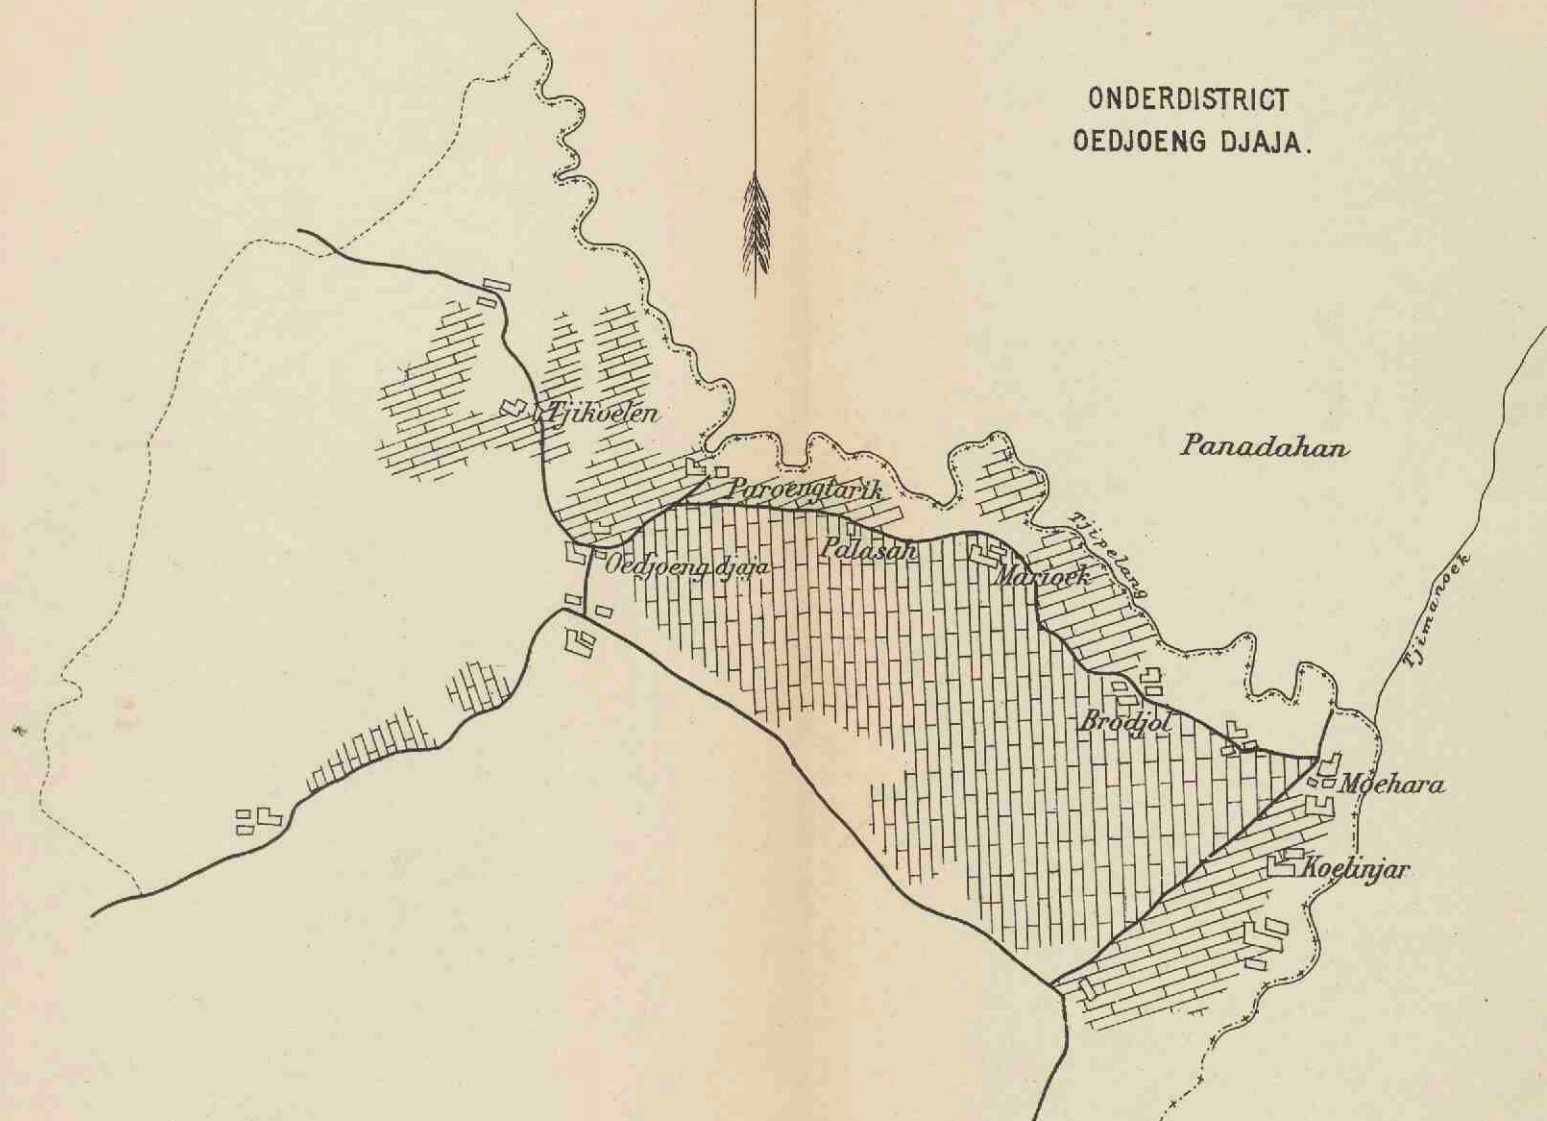 ONDERDISTRICT
OEDJOENG DJAJA.
Tjikoelen
Panadahan
Paroengtarik
Tjipelang
Palasah
Oedjoeng djaja
Marioek
Tjimanoek
Brodjol
Moehara
Koelinjar